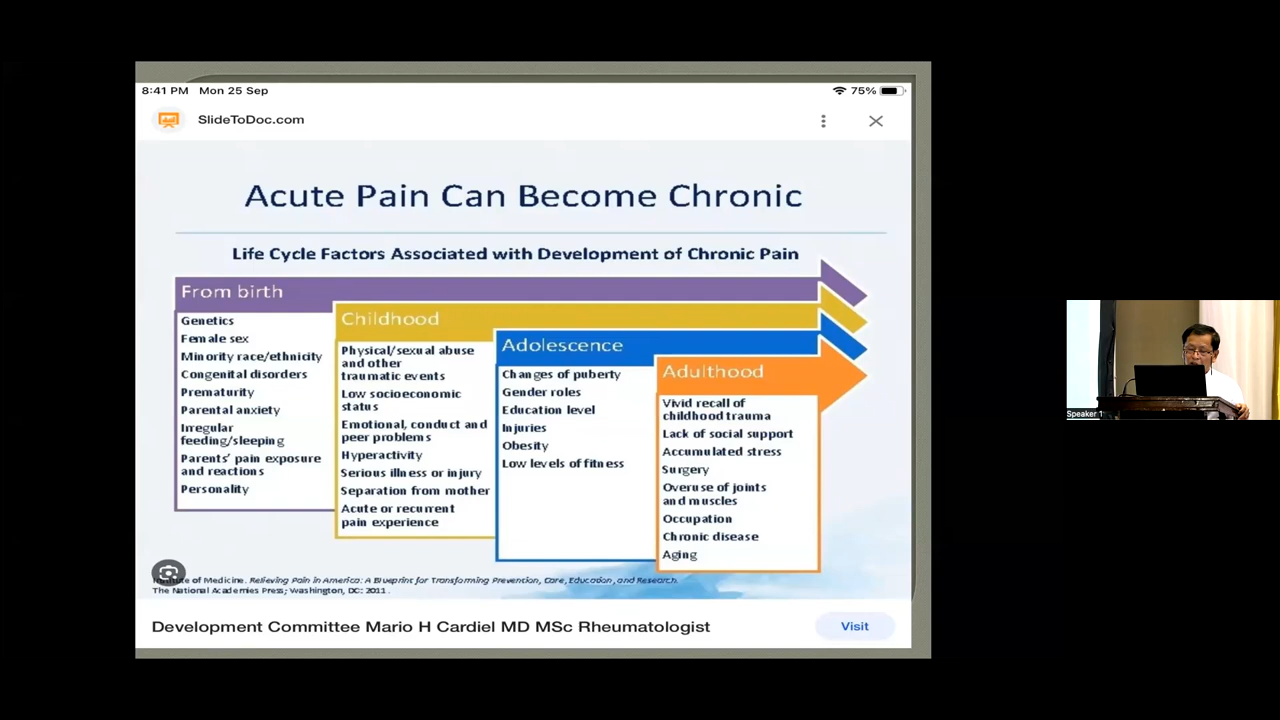 8:41 PM Mon 25 Sep
75%
SlideToDoc.com
Acute Pain Can Become Chronic
Life Cycle Factors Associated with Development of Chronic Pain
From birth
Genetics
Female sex
Minority race/ethnicity
Congenital disorders
Prematurity
Parental anxiety
Irregular
feeding/sleeping
Parents' pain exposure
and reactions
Personality
Childhood
Physical/sexual abuse
and other
traumatic events
Low socioeconomic
status
Emotional, conduct and
peer problems
Hyperactivity
Serious illness or injury
Separation from mother
Acute or recurrent
pain experience
Adolescence
Changes of puberty
Gender roles
Education level
Injuries
Obesity
Low levels of fitness
Adulthood
Vivid recall of
childhood trauma
Lack of social support
Accumulated stress
Surgery
Overuse of joints
and muscles
Occupation
Chronic disease
Aging
of Medicine. Relieving Pain in America: A Blueprint for Transforming Prevention, Care, Education, and Research.
The National Academies Press; Washington, DC: 2011.
Development Committee Mario H Cardiel MD MSc Rheumatologist
Visit
Speaker 1